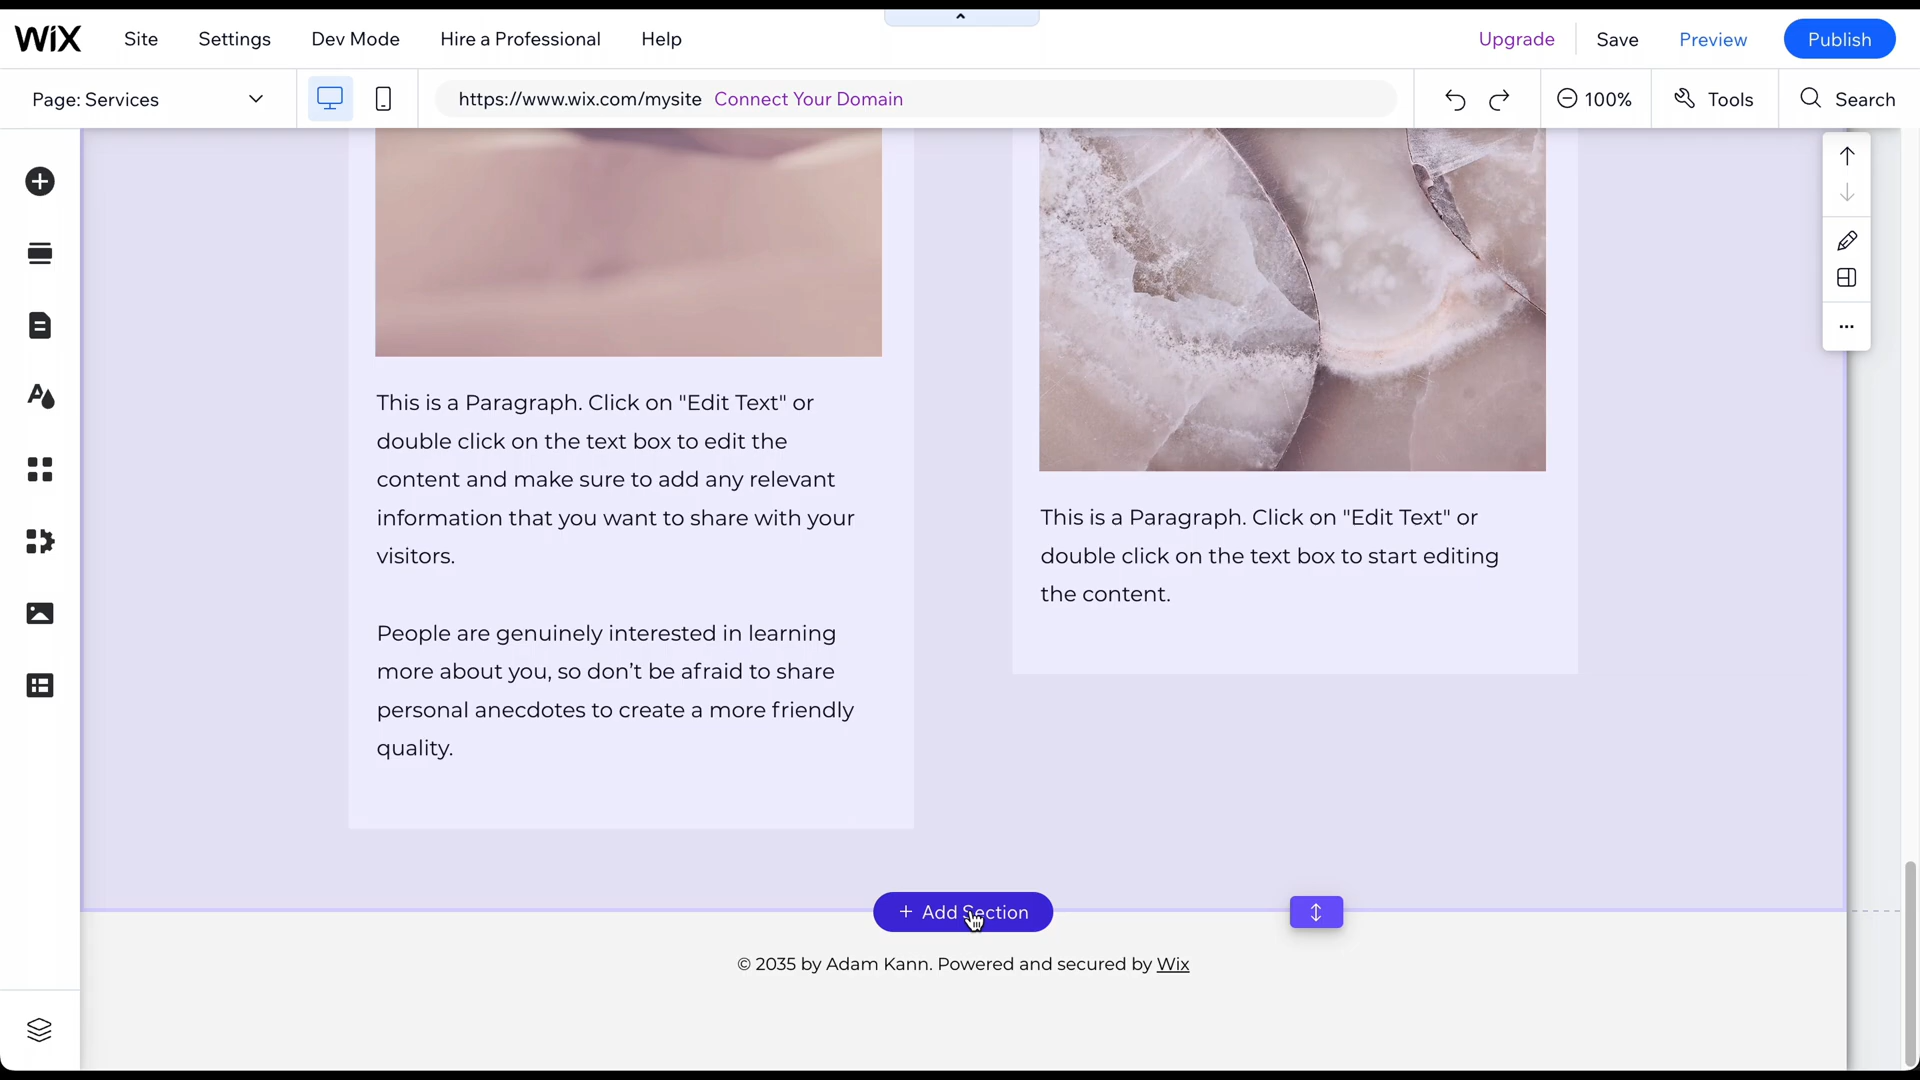 WIX Site Settings Dev Mode Hire a Professional Help Upgrade Save Preview Publish
Page: Services https://www.wix.com/mysite Connect Your Domain 100% Tools Search
This is a Paragraph. Click on "Edit Text" or
double click on the text box to edit the
content and make sure to add any relevant
information that you want to share with your
visitors.
People are genuinely interested in learning
more about you, so don’t be afraid to share
personal anecdotes to create a more friendly
quality.
This is a Paragraph. Click on "Edit Text" or
double click on the text box to start editing
the content.
+ Add Section
© 2035 by Adam Kann. Powered and secured by Wix